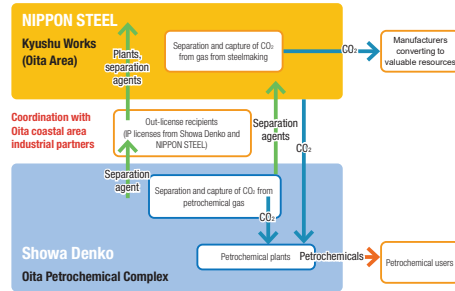 NIPPON STEEL
Kyushu Works
(Oita Area)
Plants,
separation
agents
Separation and capture of CO₂
from gas from steelmaking
CO₂
Manufacturers
converting to
valuable resources
Coordination with
Oita coastal area
industrial partners
Out-license recipients
(IP licenses from Showa Denko and
NIPPON STEEL)
Separation
agents
CO₂
Separation
agent
Separation and capture of CO₂ from
petrochemical gas
CO₂
Showa Denko
Oita Petrochemical Complex
Petrochemical plants
Petrochemicals
Petrochemical users